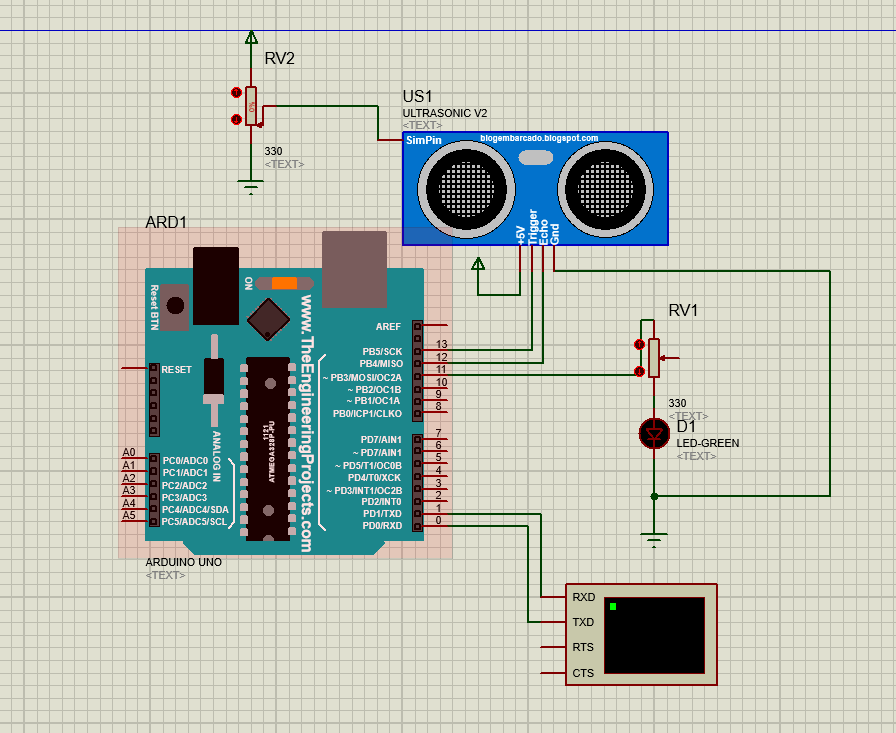 RV2
0%
330
<TEXT>
US1
ULTRASONIC V2
<TEXT>
SimPin
blogembarcado.blogspot.com
+5V
Trigger
Echo
Gnd
ARD1
Reset BTN
ON
www.TheEngineeringProjects.com
RESET
1121
ATMEGA328P-PU
ANALOG IN
A0 PC0/ADC0
A1 PC1/ADC1
A2 PC2/ADC2
A3 PC3/ADC3
A4 PC4/ADC4/SDA
A5 PC5/ADC5/SCL
AREF
PB5/SCK 13
PB4/MISO 12
~ PB3/MOSI/OC2A 11
~ PB2/OC1B 10
~ PB1/OC1A 9
PB0/ICP1/CLKO 8
PD7/AIN1 7
~ PD7/AIN1 6
~ PD5/T1/OC0B 5
PD4/T0/XCK 4
~ PD3/INT1/OC2B 3
PD2/INT0 2
PD1/TXD 1
PD0/RXD 0
ARDUINO UNO
<TEXT>
RV1
330
<TEXT>
D1
LED-GREEN
<TEXT>
RXD
TXD
RTS
CTS